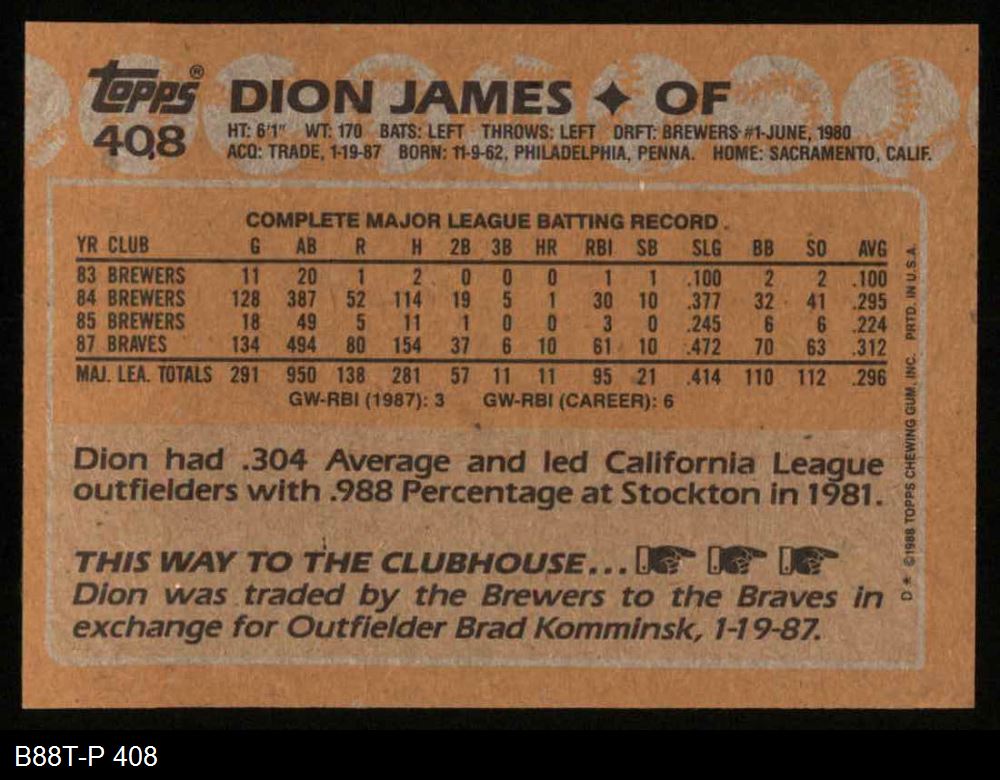 topps® DION JAMES ✦ OF
408
HT: 6'1" WT: 170 BATS: LEFT THROWS: LEFT DRFT: BREWERS #1-JUNE, 1980
ACQ: TRADE, 1-19-87 BORN: 11-9-62, PHILADELPHIA, PENNA. HOME: SACRAMENTO, CALIF.
COMPLETE MAJOR LEAGUE BATTING RECORD
YR CLUB G AB R H 2B 3B HR RBI SB SLG BB SO AVG
83 BREWERS 11 20 1 2 0 0 0 1 1 .100 2 2 .100
84 BREWERS 128 387 52 114 19 5 1 30 10 .377 32 41 .295
85 BREWERS 18 49 5 11 1 0 0 3 0 .245 6 6 .224
87 BRAVES 134 494 80 154 37 6 10 61 10 .472 70 63 .312
MAJ. LEA. TOTALS 291 950 138 281 57 11 11 95 21 .414 110 112 .296
GW-RBI (1987): 3 GW-RBI (CAREER): 6
Dion had .304 Average and led California League
outfielders with .988 Percentage at Stockton in 1981.
THIS WAY TO THE CLUBHOUSE...
Dion was traded by the Brewers to the Braves in
exchange for Outfielder Brad Komminsk, 1-19-87.
D* ©1988 TOPPS CHEWING GUM, INC. PRTD. IN U.S.A.
B88T-P 408